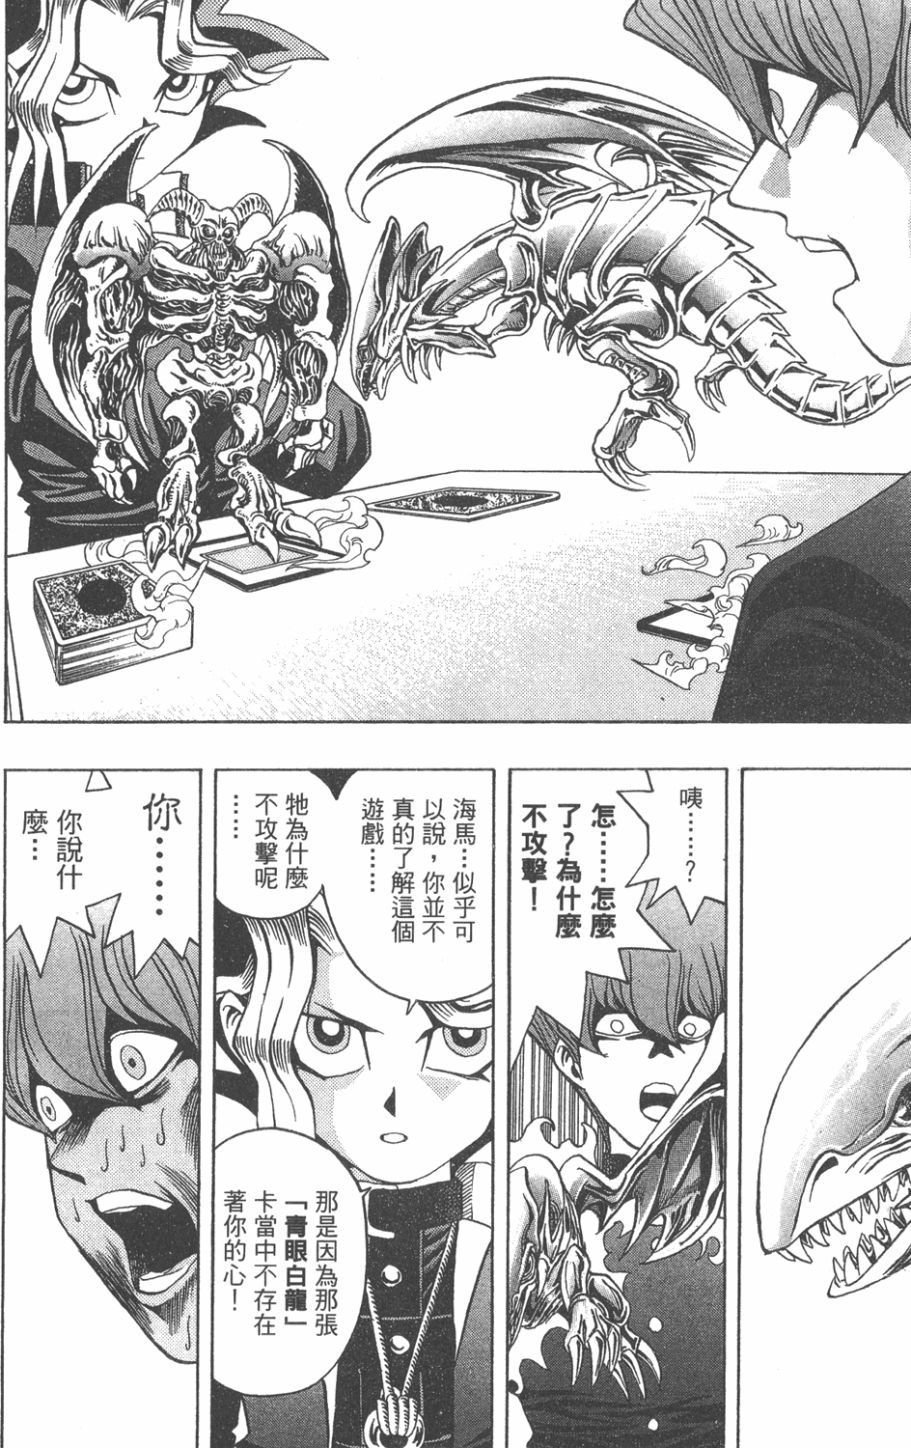 咦……?
怎……怎麼
了?為什麼
不攻擊!
海馬…似乎可
以說,你並不
真的了解這個
遊戲……
牠為什麼
不攻擊呢
……
那是因為那張
「青眼白龍」
卡當中不存在
著你的心!
你……
你說什
麼…